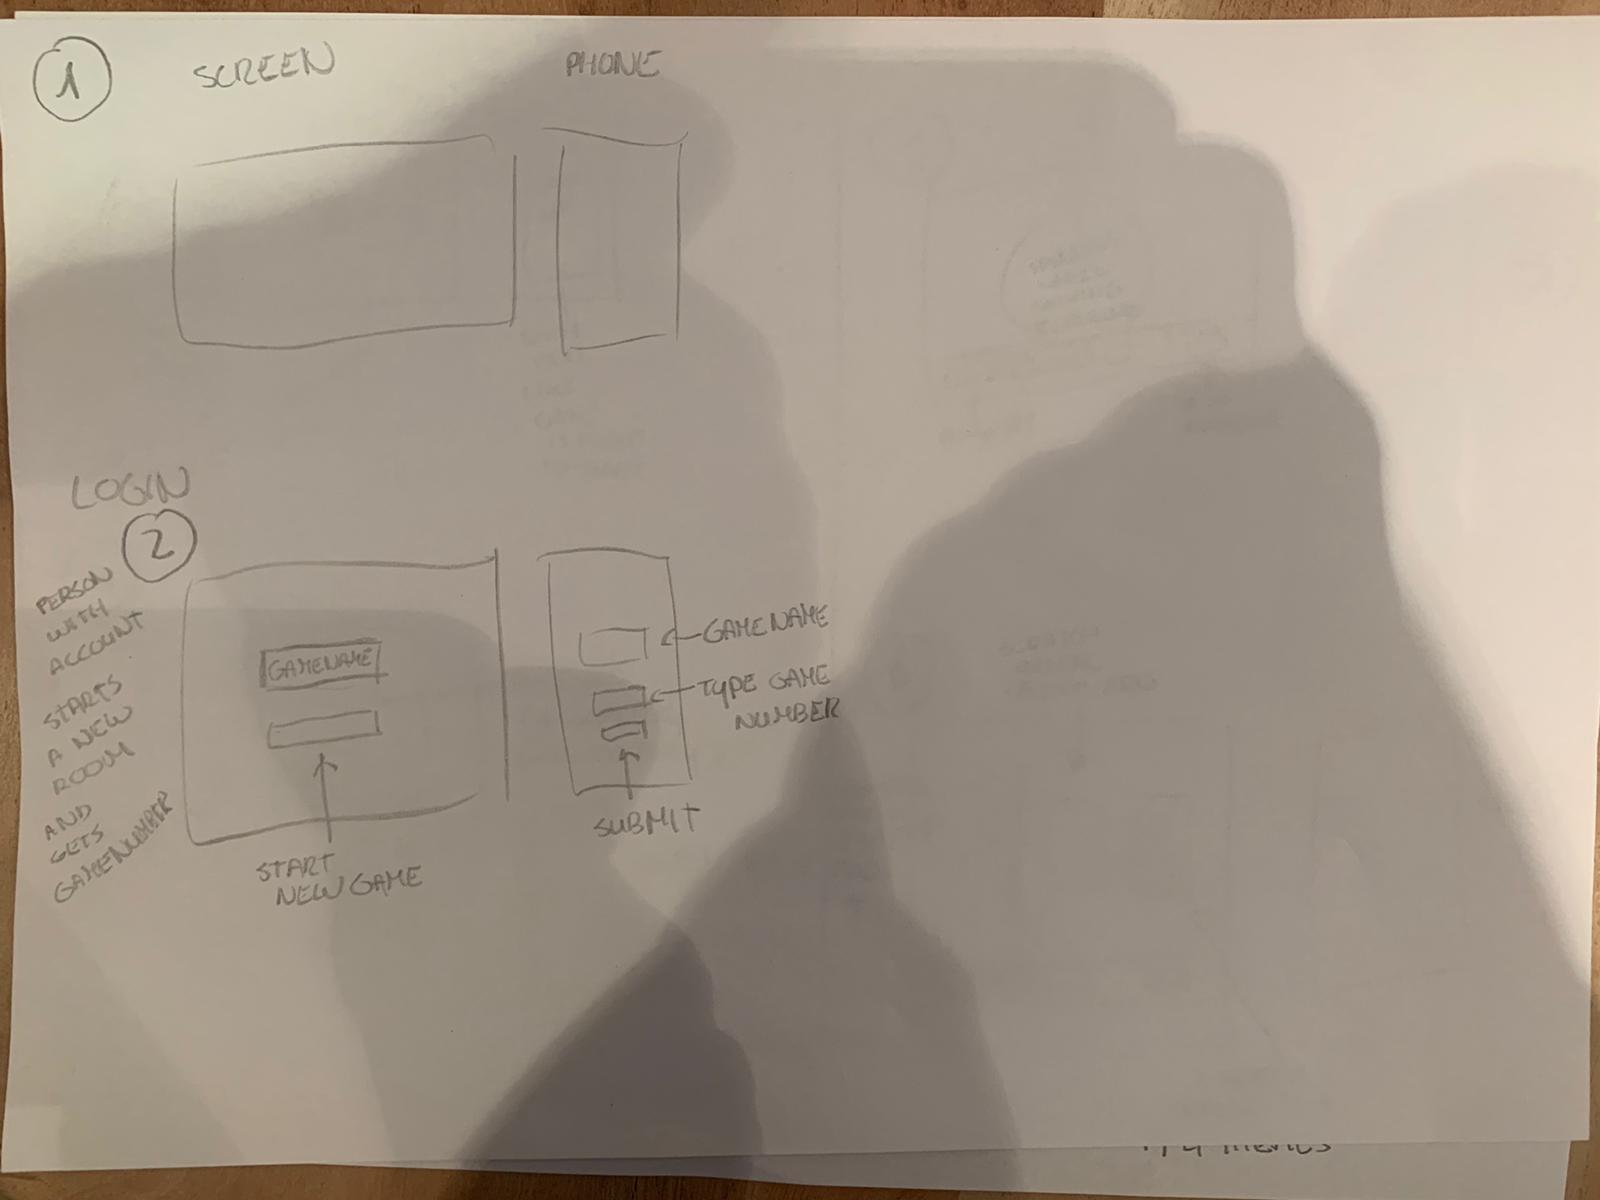 1
SCREEN
PHONE
LOGIN
2
PERSON
WITH
ACCOUNT
STARTS
A NEW
ROOM
AND
GETS
GAMENUMBER
GAMENAME
START
NEW GAME
GAMENAME
TYPE GAME
NUMBER
SUBMIT